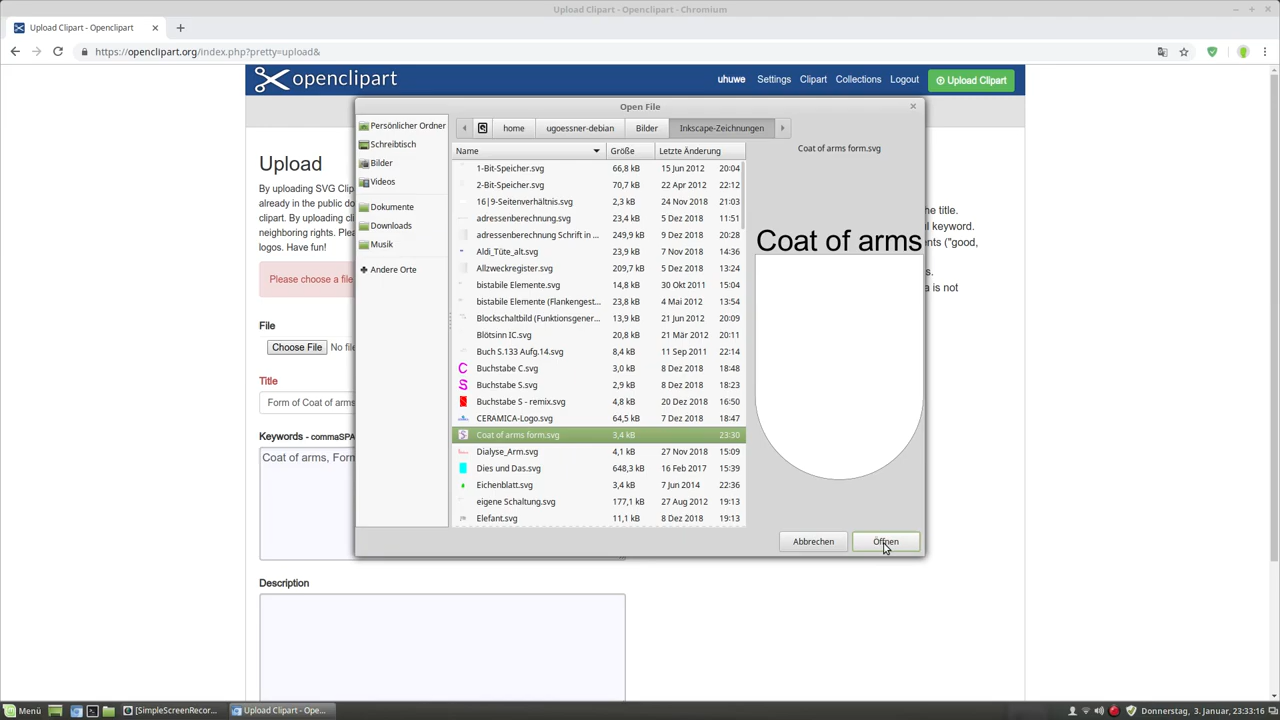 Upload Clipart - Openclipart - Chromium
Upload Clipart - Openclipart
https://openclipart.org/index.php?pretty=upload&
openclipart
uhuwe Settings Clipart Collections Logout Upload Clipart
Open File
Persönlicher Ordner
Schreibtisch
Bilder
Videos
Dokumente
Downloads
Musik
Andere Orte
home ugoessner-debian Bilder Inkscape-Zeichnungen
Name Größe Letzte Änderung
1-Bit-Speicher.svg 66,8 kB 15 Jun 2012 20:04
2-Bit-Speicher.svg 70,7 kB 22 Apr 2012 22:12
16|9-Seitenverhältnis.svg 2,3 kB 24 Nov 2018 21:03
adressenberechnung.svg 23,4 kB 5 Dez 2018 11:51
adressenberechnung Schrift in ... 249,9 kB 9 Dez 2018 20:28
Aldi_Tüte_alt.svg 23,9 kB 7 Nov 2018 14:36
Allzweckregister.svg 209,7 kB 5 Dez 2018 13:24
bistabile Elemente.svg 14,8 kB 30 Okt 2011 15:04
bistabile Elemente (Flankengest... 23,8 kB 4 Mai 2012 13:54
Blockschaltbild (Funktionsgener... 13,9 kB 21 Jun 2012 20:09
Blötsinn IC.svg 20,8 kB 21 Mär 2012 20:11
Buch S.133 Aufg.14.svg 8,4 kB 11 Sep 2011 22:14
Buchstabe C.svg 3,0 kB 8 Dez 2018 18:48
Buchstabe S.svg 2,9 kB 8 Dez 2018 18:23
Buchstabe S - remix.svg 4,8 kB 20 Dez 2018 16:50
CERAMICA-Logo.svg 64,5 kB 7 Dez 2018 18:47
Coat of arms form.svg 3,4 kB 23:30
Dialyse_Arm.svg 4,1 kB 27 Nov 2018 15:09
Dies und Das.svg 648,3 kB 16 Feb 2017 15:39
Eichenblatt.svg 3,4 kB 7 Jun 2014 22:36
eigene Schaltung.svg 177,1 kB 27 Aug 2012 19:13
Elefant.svg 11,1 kB 8 Dez 2018 19:13
Coat of arms form.svg
Coat of arms
Abbrechen Öffnen
Upload
By uploading SVG Clip
already in the public do
clipart. By uploading cli
neighboring rights. Ple
logos. Have fun!
he title.
ul keyword.
ents ("good,
s.
a is not
Please choose a file
File
Choose File No file
Title
Form of Coat of arms
Keywords - commaSPA
Coat of arms, Form
Description
Menü [SimpleScreenRecor... Upload Clipart - Ope... Donnerstag, 3. Januar, 23:33:16